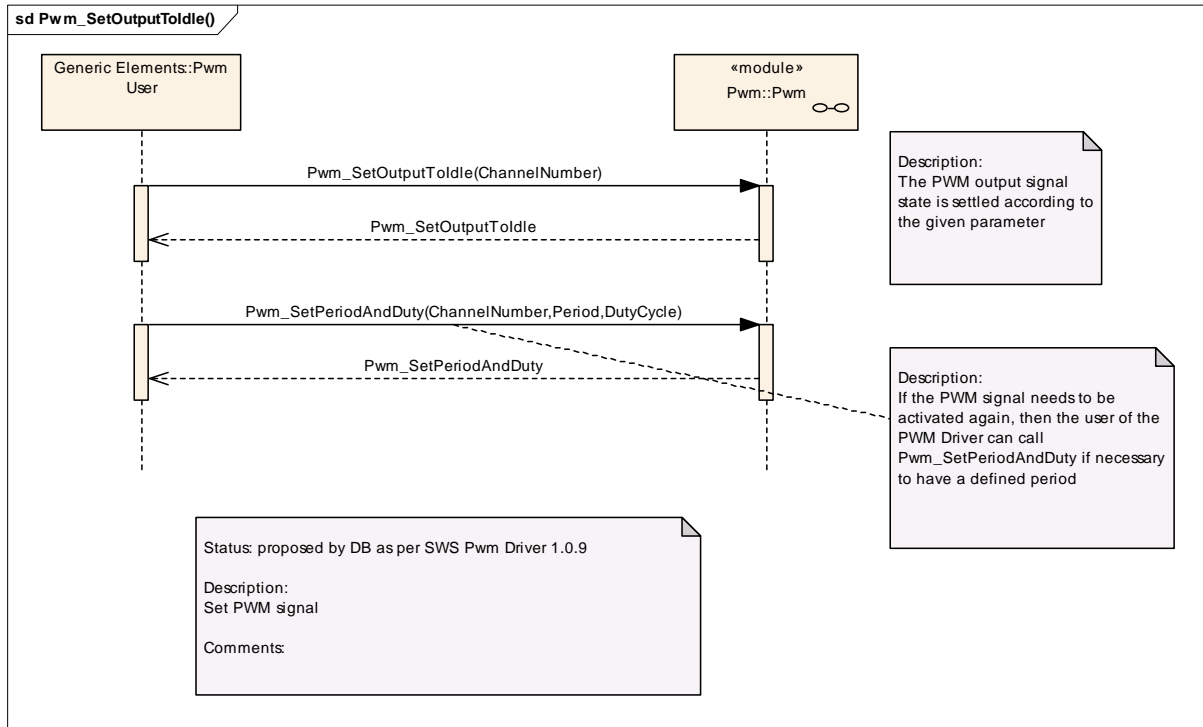 sd Pwm_SetOutputToIdle()
Generic Elements::Pwm
User
«module»
Pwm::Pwm
Pwm_SetOutputToIdle(ChannelNumber)
Pwm_SetOutputToIdle
Description:
The PWM output signal
state is settled according to
the given parameter
Pwm_SetPeriodAndDuty(ChannelNumber,Period,DutyCycle)
Pwm_SetPeriodAndDuty
Description:
If the PWM signal needs to be
activated again, then the user of the
PWM Driver can call
Pwm_SetPeriodAndDuty if necessary
to have a defined period
Status: proposed by DB as per SWS Pwm Driver 1.0.9
Description:
Set PWM signal
Comments: